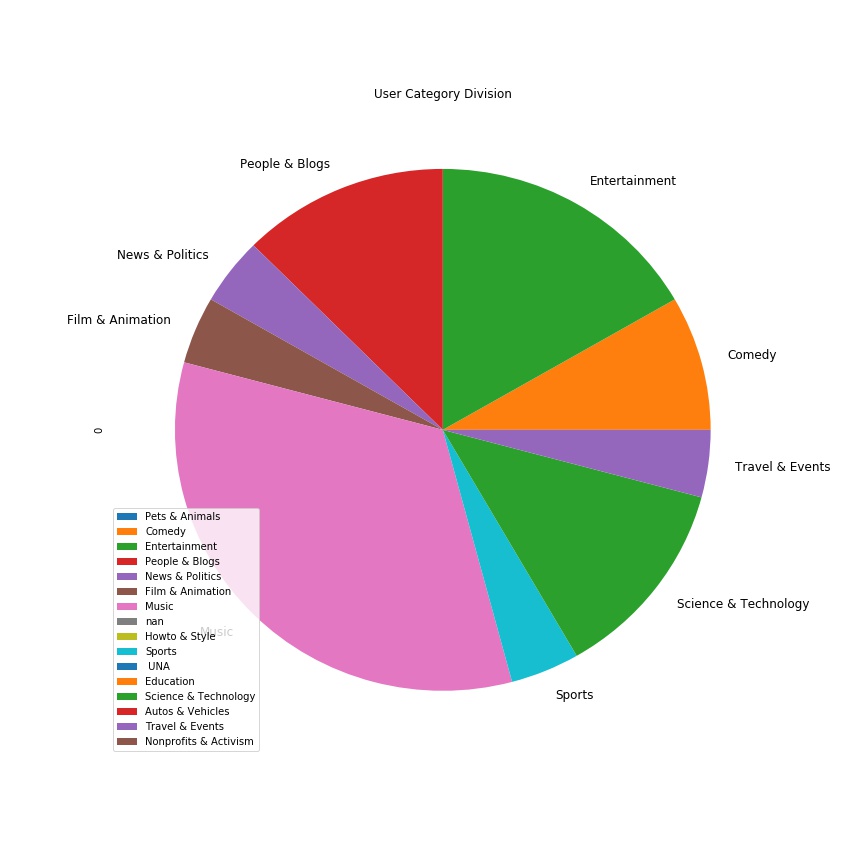 User Category Division
People & Blogs
Entertainment
News & Politics
Film & Animation
Comedy
0
Travel & Events
Science & Technology
Music
Sports
Pets & Animals
Comedy
Entertainment
People & Blogs
News & Politics
Film & Animation
Music
nan
Howto & Style
Sports
UNA
Education
Science & Technology
Autos & Vehicles
Travel & Events
Nonprofits & Activism